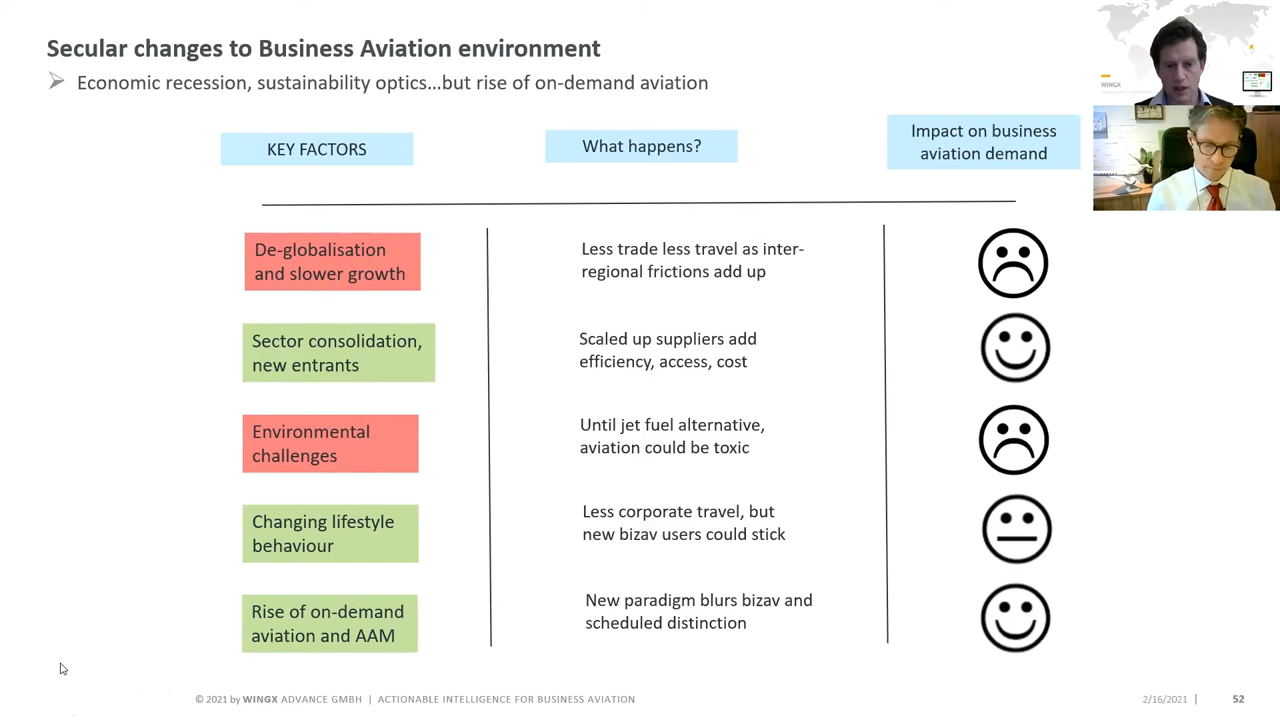 Secular changes to Business Aviation environment
Economic recession, sustainability optics...but rise of on-demand aviation
KEY FACTORS
What happens?
Impact on business
aviation demand
De-globalisation
and slower growth
Less trade less travel as inter-
regional frictions add up
Sector consolidation,
new entrants
Scaled up suppliers add
efficiency, access, cost
Environmental
challenges
Until jet fuel alternative,
aviation could be toxic
Changing lifestyle
behaviour
Less corporate travel, but
new bizav users could stick
Rise of on-demand
aviation and AAM
New paradigm blurs bizav and
scheduled distinction
© 2021 by WINGX ADVANCE GMBH | ACTIONABLE INTELLIGENCE FOR BUSINESS AVIATION
2/16/2021 | 52
WINGX